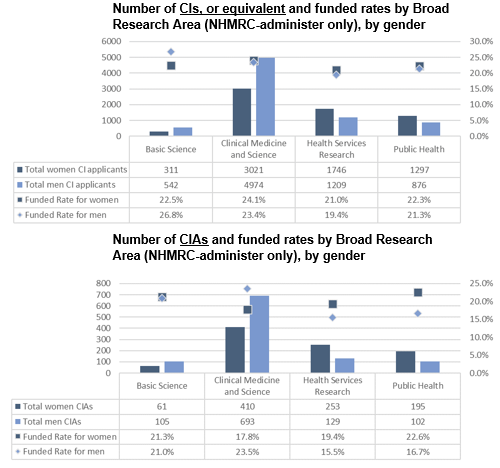 Number of CIs, or equivalent and funded rates by Broad
Research Area (NHMRC-administer only), by gender
6000 30.0%
5000 25.0%
4000 20.0%
3000 15.0%
2000 10.0%
1000 5.0%
0 0.0%
Basic Science Clinical Medicine and Science Health Services Research Public Health
Total women CI applicants 311 3021 1746 1297
Total men CI applicants 542 4974 1209 876
Funded Rate for women 22.5% 24.1% 21.0% 22.3%
Funded Rate for men 26.8% 23.4% 19.4% 21.3%
Number of CIAs and funded rates by Broad Research
Area (NHMRC-administer only), by gender
800 25.0%
700
600 20.0%
500 15.0%
400
300 10.0%
200 5.0%
100
0 0.0%
Basic Science Clinical Medicine and Science Health Services Research Public Health
Total women CIAs 61 410 253 195
Total men CIAs 105 693 129 102
Funded Rate for women 21.3% 17.8% 19.4% 22.6%
Funded Rate for men 21.0% 23.5% 15.5% 16.7%